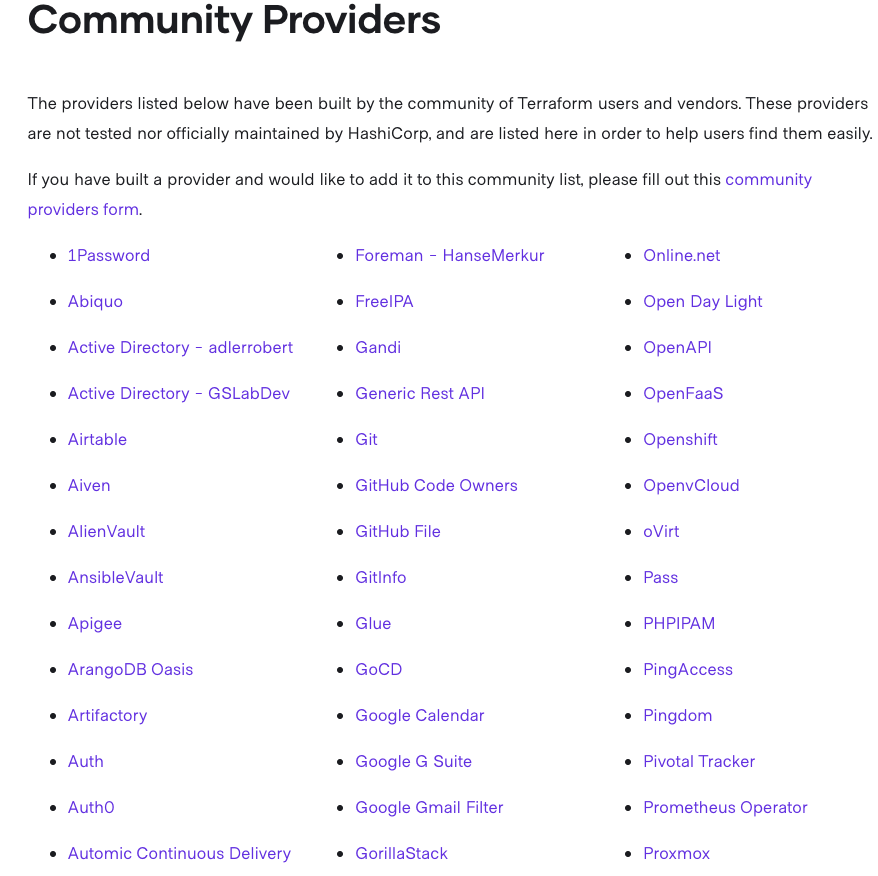 Community Providers
The providers listed below have been built by the community of Terraform users and vendors. These providers
are not tested nor officially maintained by HashiCorp, and are listed here in order to help users find them easily.
If you have built a provider and would like to add it to this community list, please fill out this community
providers form.
1Password
Abiquo
Active Directory - adlerrobert
Active Directory - GSLabDev
Airtable
Aiven
AlienVault
AnsibleVault
Apigee
ArangoDB Oasis
Artifactory
Auth
Auth0
Automic Continuous Delivery
Foreman - HanseMerkur
FreeIPA
Gandi
Generic Rest API
Git
GitHub Code Owners
GitHub File
GitInfo
Glue
GoCD
Google Calendar
Google G Suite
Google Gmail Filter
GorillaStack
Online.net
Open Day Light
OpenAPI
OpenFaaS
Openshift
OpenvCloud
oVirt
Pass
PHPIPAM
PingAccess
Pingdom
Pivotal Tracker
Prometheus Operator
Proxmox